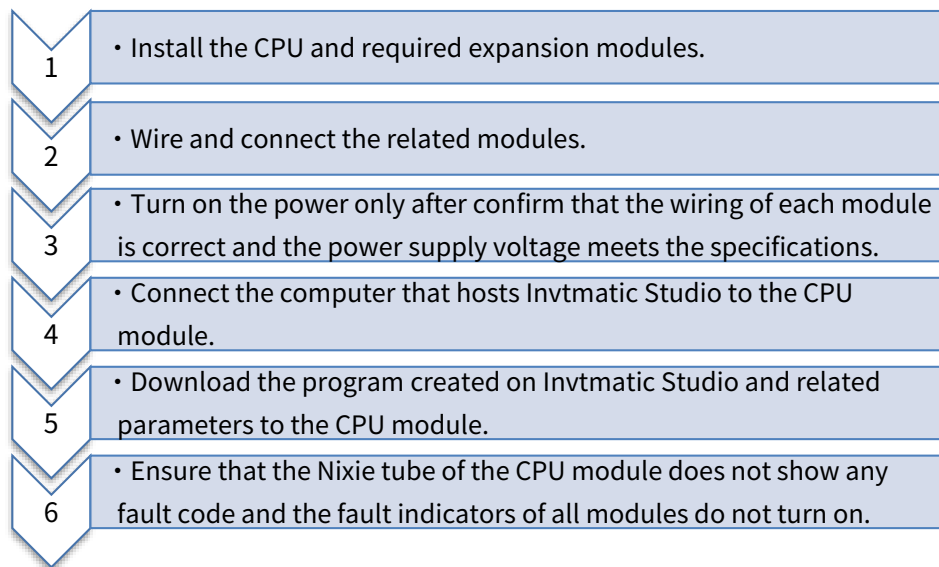 1
· Install the CPU and required expansion modules.
2
· Wire and connect the related modules.
3
· Turn on the power only after confirm that the wiring of each module
is correct and the power supply voltage meets the specifications.
4
· Connect the computer that hosts Invtmatic Studio to the CPU
module.
5
· Download the program created on Invtmatic Studio and related
parameters to the CPU module.
6
· Ensure that the Nixie tube of the CPU module does not show any
fault code and the fault indicators of all modules do not turn on.